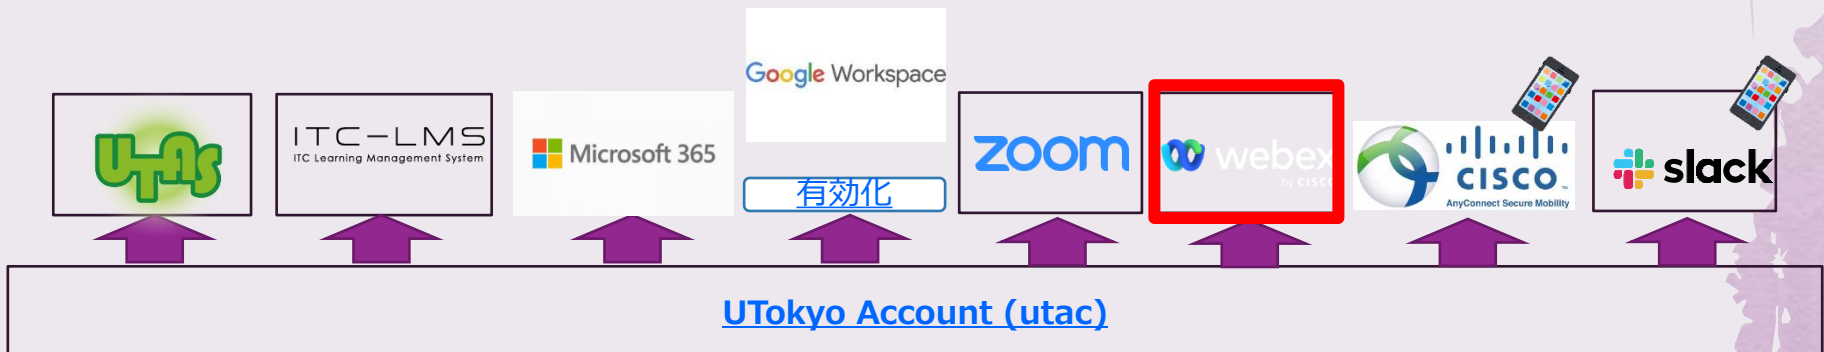 UTAS
ITC-LMS
ITC Learning Management System
Microsoft 365
Google Workspace
有効化
zoom
webex
by CISCO
CISCO
AnyConnect Secure Mobility
slack
UTokyo Account (utac)